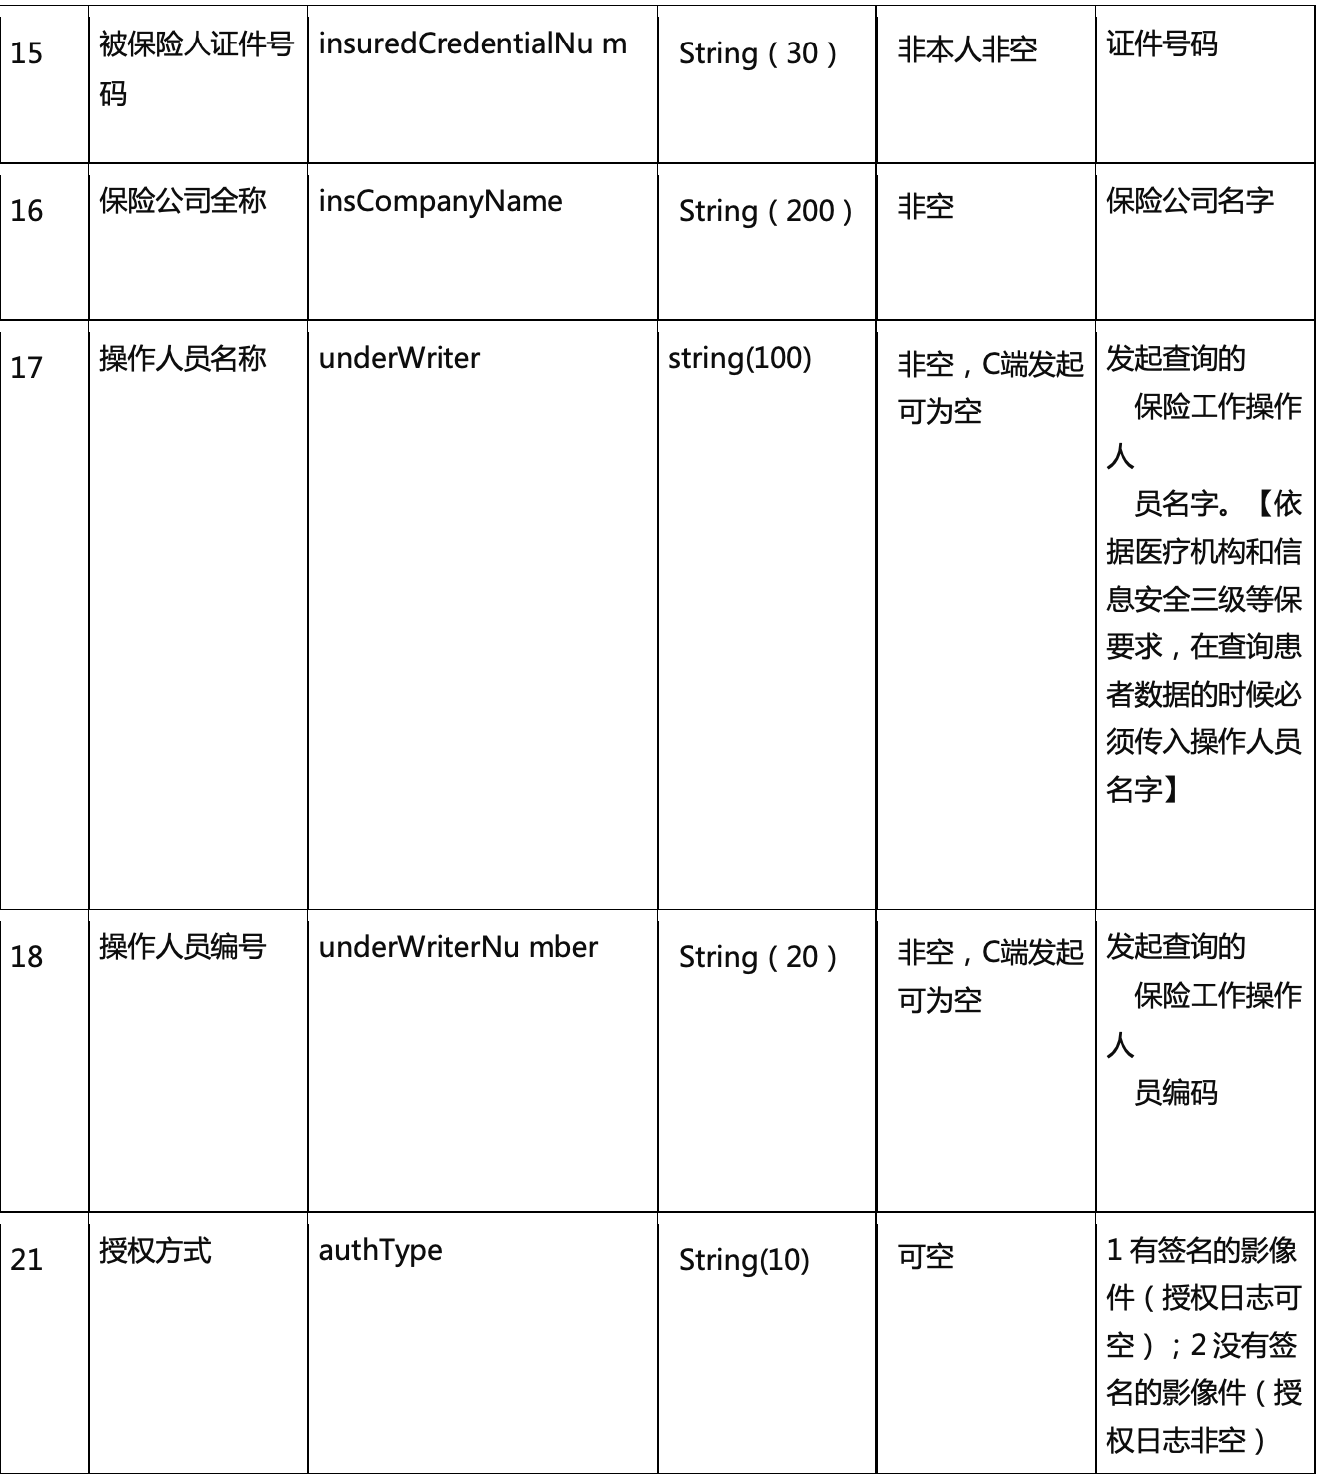 15
被保险人证件号
码
insuredCredentialNu m
String（30）
非本人非空
证件号码
16
保险公司全称
insCompanyName
String（200）
非空
保险公司名字
17
操作人员名称
underWriter
string(100)
非空，C端发起
可为空
发起查询的
保险工作操作
人
员名字。【依
据医疗机构和信
息安全三级等保
要求，在查询患
者数据的时候必
须传入操作人员
名字】
18
操作人员编号
underWriterNu mber
String（20）
非空，C端发起
可为空
发起查询的
保险工作操作
人
员编码
21
授权方式
authType
String(10)
可空
1 有签名的影像
件（授权日志可
空）；2 没有签
名的影像件（授
权日志非空）